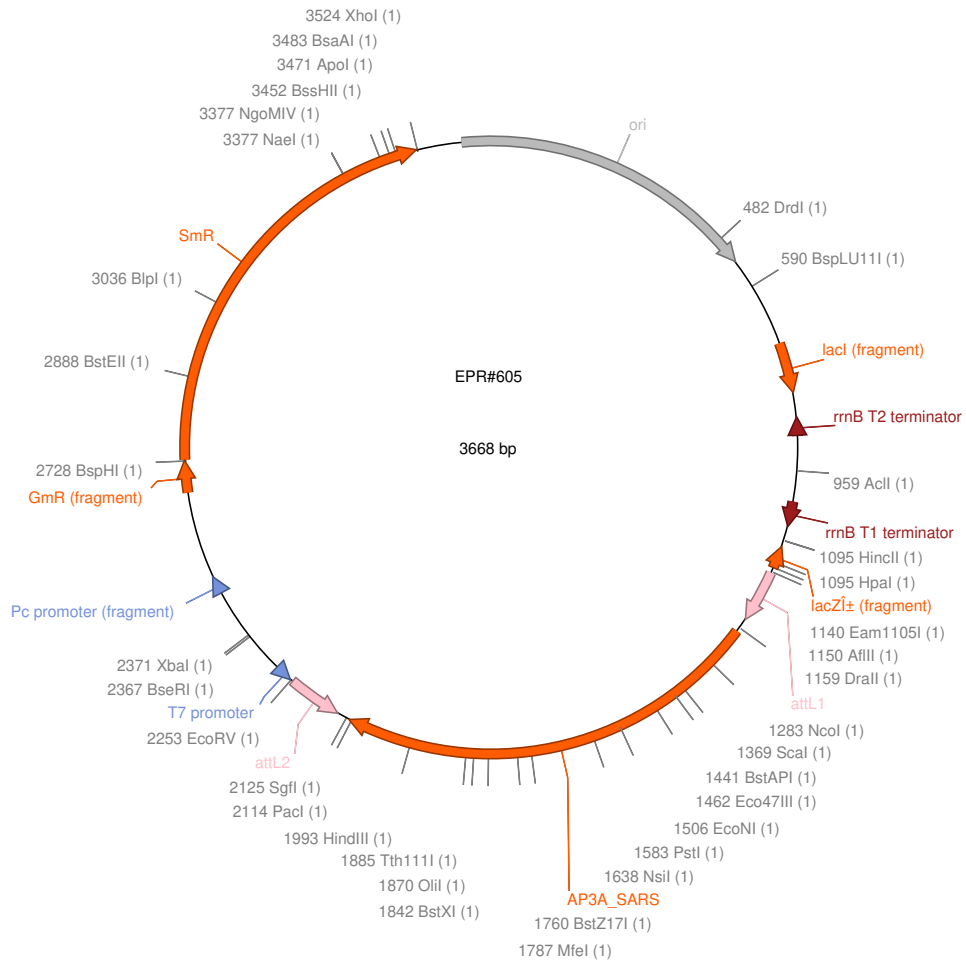 3524 XhoI (1)
3483 BsaAI (1)
3471 ApoI (1)
3452 BssHII (1)
3377 NgoMIV (1)
3377 NaeI (1)
ori
482 DrdI (1)
SmR
590 BspLU11I (1)
3036 BlpI (1)
lacI (fragment)
2888 BstEII (1)
EPR#605
rrnB T2 terminator
3668 bp
2728 BspHI (1)
959 AclI (1)
GmR (fragment)
rrnB T1 terminator
1095 HincII (1)
1095 HpaI (1)
lacZÎ± (fragment)
Pc promoter (fragment)
1140 Eam1105I (1)
1150 AflII (1)
2371 XbaI (1)
1159 DraII (1)
2367 BseRI (1)
attL1
T7 promoter
1283 NcoI (1)
2253 EcoRV (1)
1369 ScaI (1)
attL2
1441 BstAPI (1)
2125 SgfI (1)
1462 Eco47III (1)
2114 PacI (1)
1506 EcoNI (1)
1993 HindIII (1)
1583 PstI (1)
1885 Tth111I (1)
1638 NsiI (1)
1870 OliI (1)
AP3A_SARS
1842 BstXI (1)
1760 BstZ17I (1)
1787 MfeI (1)